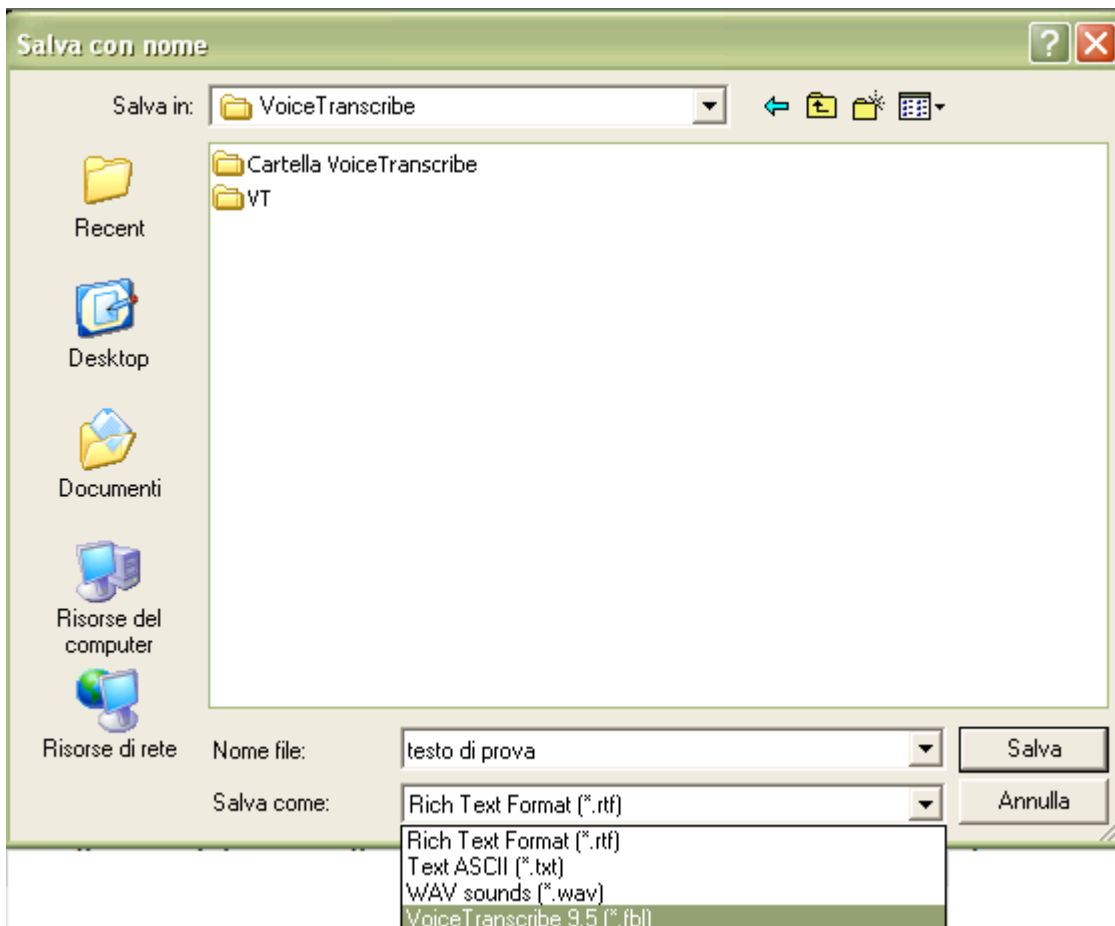 Salva con nome
Salva in: VoiceTranscribe
Cartella VoiceTranscribe
VT
Recent
Desktop
Documenti
Risorse del
computer
Risorse di rete
Nome file: testo di prova Salva
Salva come: Rich Text Format (*.rtf) Annulla
Rich Text Format (*.rtf)
Text ASCII (*.txt)
WAV sounds (*.wav)
VoiceTranscribe 9.5 (*.fbl)